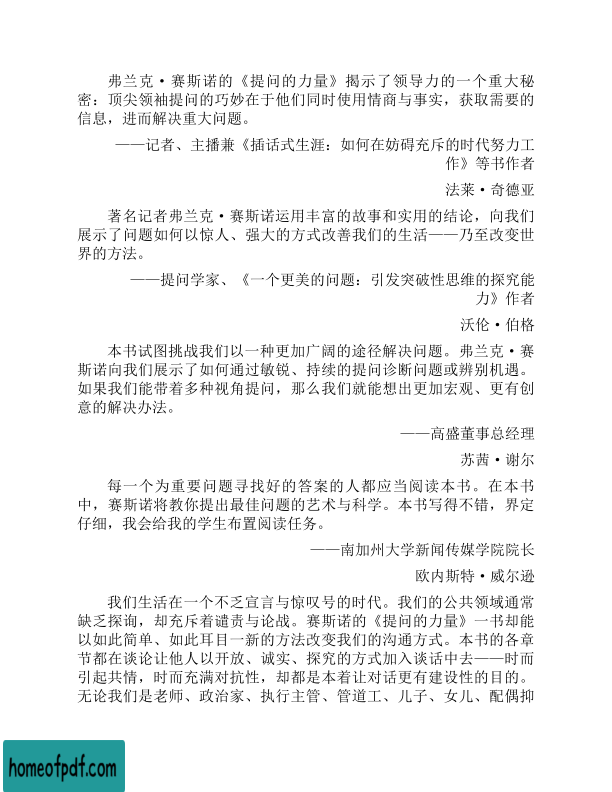 弗兰克·赛斯诺的《提问的力量》揭示了领导力的一个重大秘
密：顶尖领袖提问的巧妙在于他们同时使用情商与事实，获取需要的
信息，进而解决重大问题。
——记者、主播兼《插话式生涯：如何在妨碍充斥的时代努力工
作》等书作者
法莱·奇德亚
著名记者弗兰克·赛斯诺运用丰富的故事和实用的结论，向我们
展示了问题如何以惊人、强大的方式改善我们的生活——乃至改变世
界的方法。
——提问学家、《一个更美的问题：引发突破性思维的探究能
力》作者
沃伦·伯格
本书试图挑战我们以一种更加广阔的途径解决问题。弗兰克·赛
斯诺向我们展示了如何通过敏锐、持续的提问诊断问题或辨别机遇。
如果我们能带着多种视角提问，那么我们就能想出更加宏观、更有创
意的解决办法。
——高盛董事总经理
苏茜·谢尔
每一个为重要问题寻找好的答案的人都应当阅读本书。在本书
中，赛斯诺将教你提出最佳问题的艺术与科学。本书写得不错，界定
仔细，我会给我的学生布置阅读任务。
——南加州大学新闻传媒学院院长
欧内斯特·威尔逊
我们生活在一个不乏宣言与惊叹号的时代。我们的公共领域通常
缺乏探询，却充斥着谴责与论战。赛斯诺的《提问的力量》一书却能
以如此简单、如此耳目一新的方法改变我们的沟通方式。本书的各章
节都在谈论让他人以开放、诚实、探究的方式加入谈话中去——时而
引起共情，时而充满对抗性，却都是本着让对话更有建设性的目的。
无论我们是老师、政治家、执行主管、管道工、儿子、女儿、配偶抑
homeofpdf.com